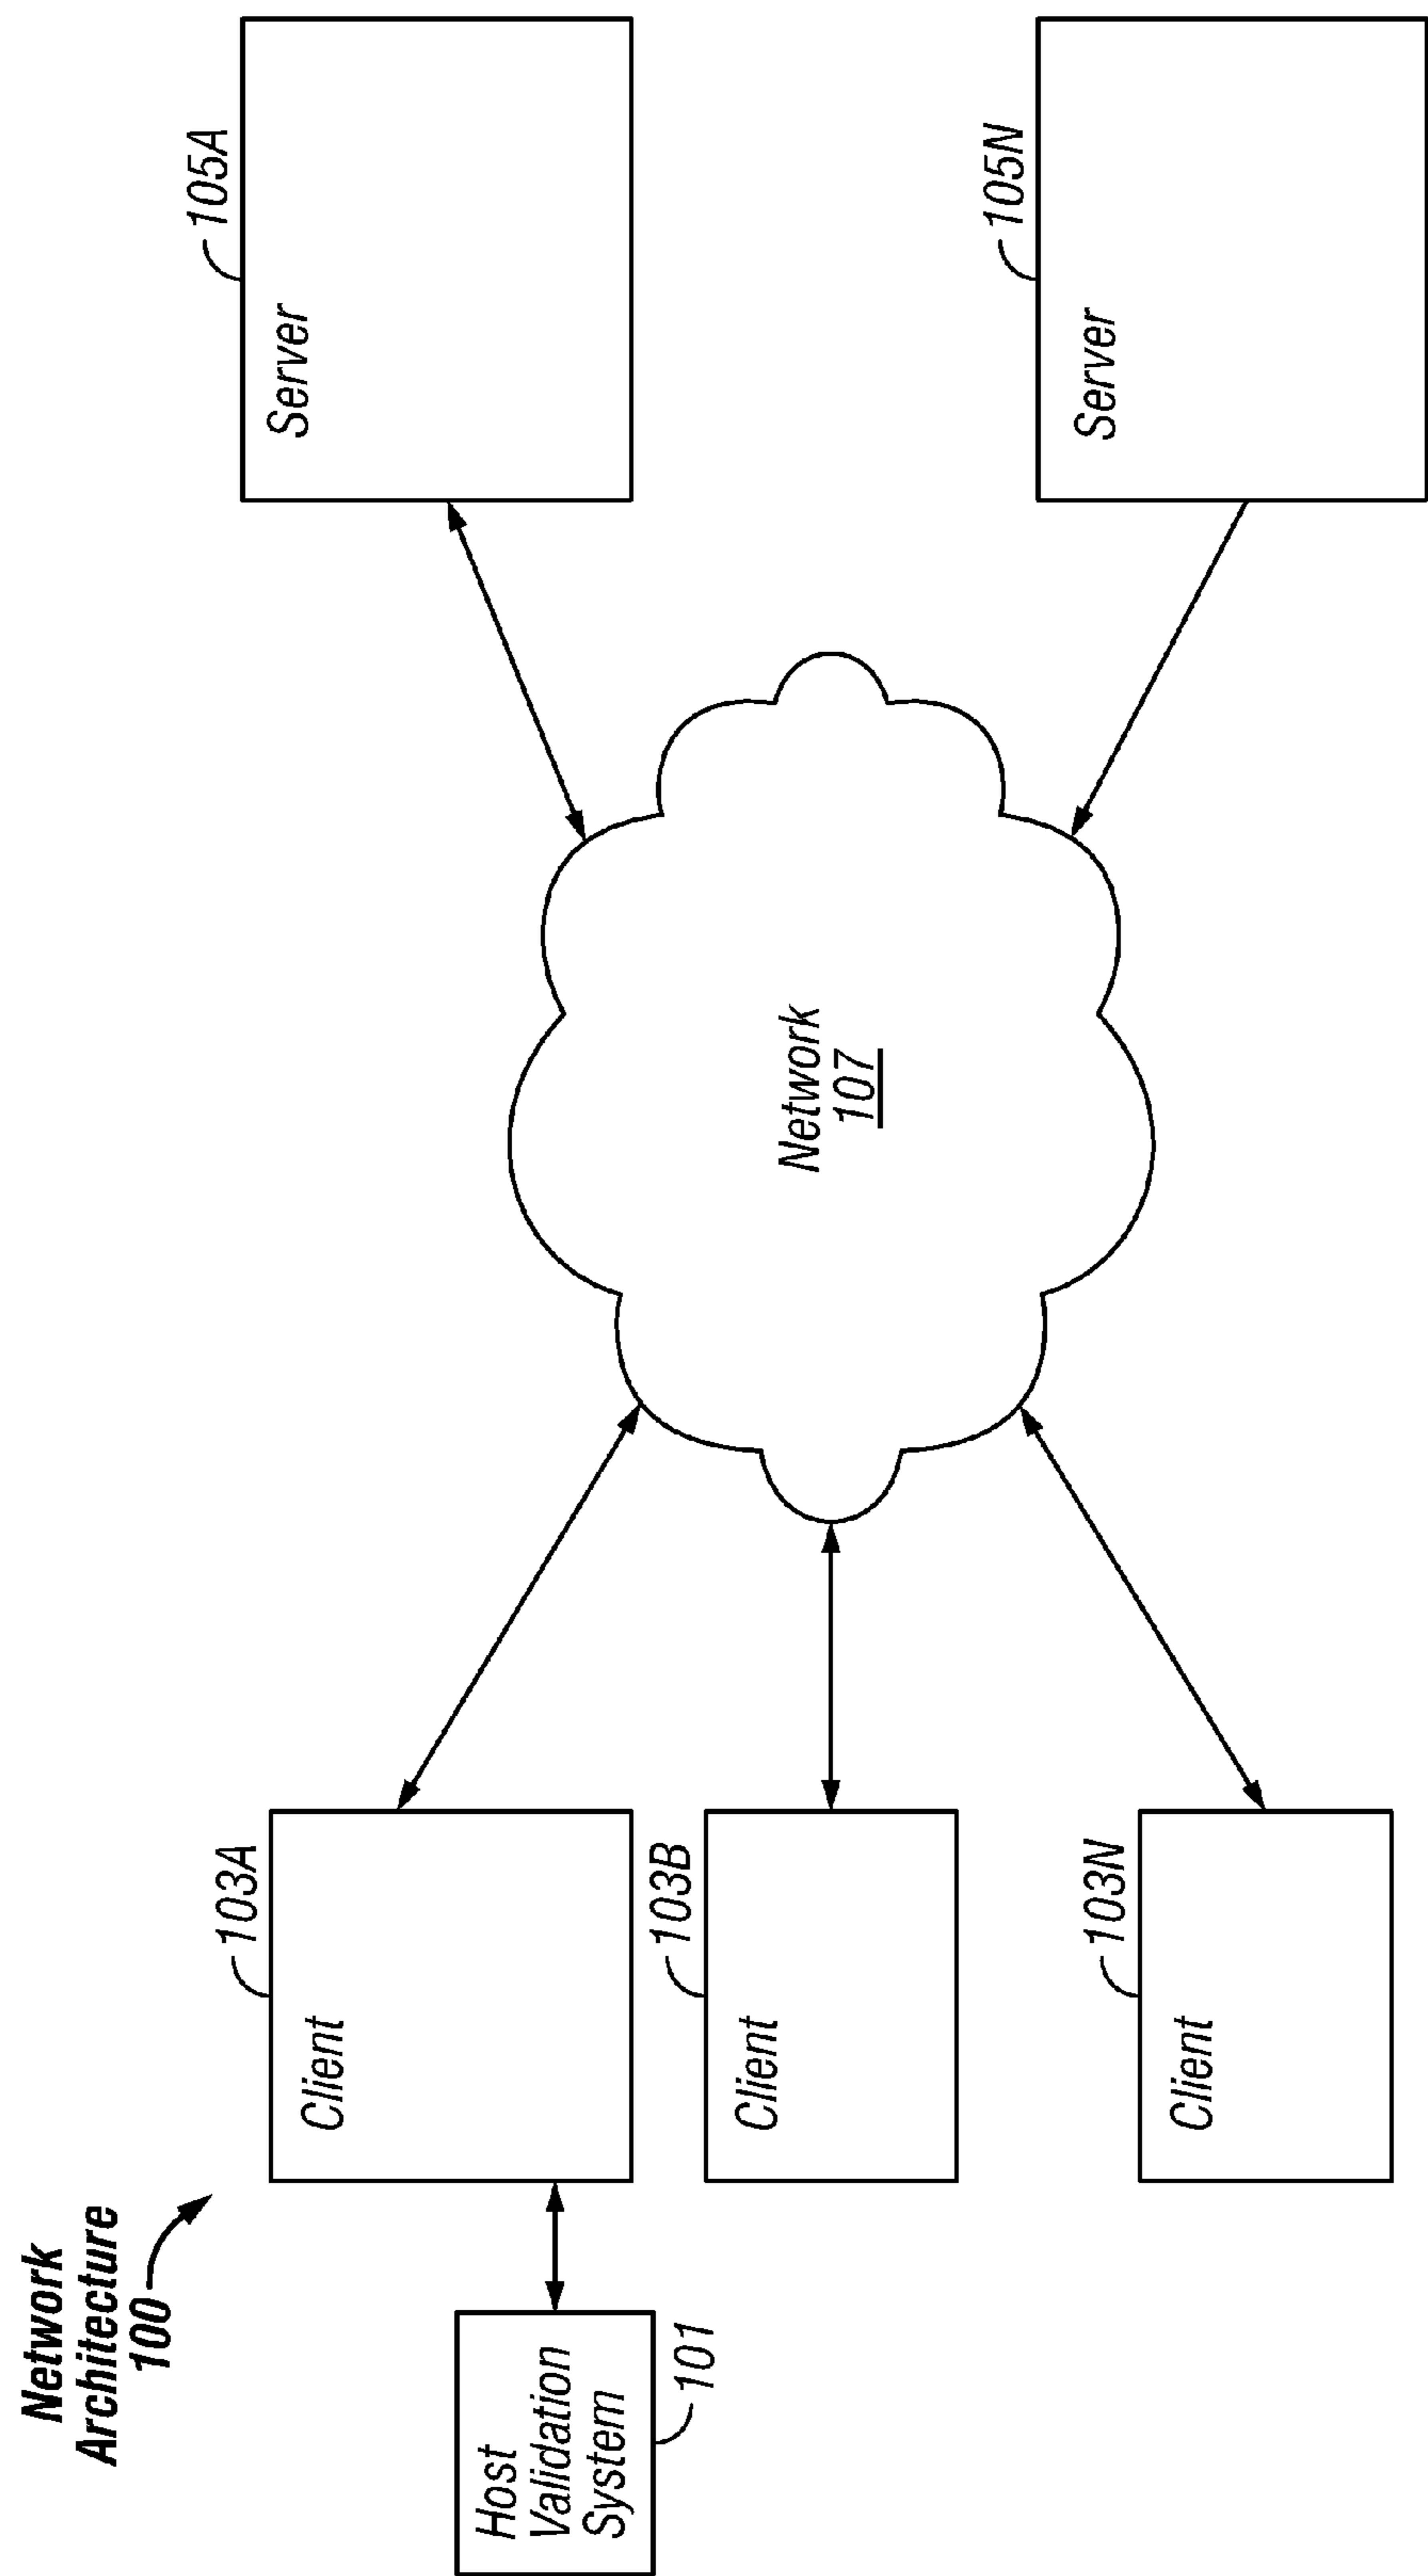 Network
Architecture
100
Host
Validation
System
101
Client
103A
Client
103B
Client
103N
Network
107
Server
105A
Server
105N